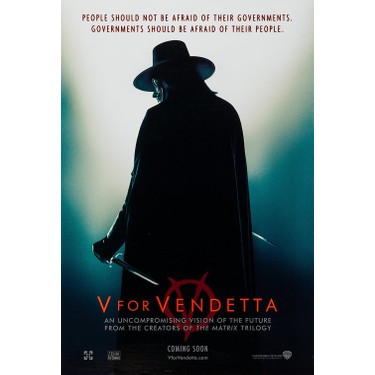 PEOPLE SHOULD NOT BE AFRAID OF THEIR GOVERNMENTS.
GOVERNMENTS SHOULD BE AFRAID OF THEIR PEOPLE.
V FOR VENDETTA
AN UNCOMPROMISING VISION OF THE FUTURE
FROM THE CREATORS OF THE MATRIX TRILOGY
COMING SOON
VforVendetta.com